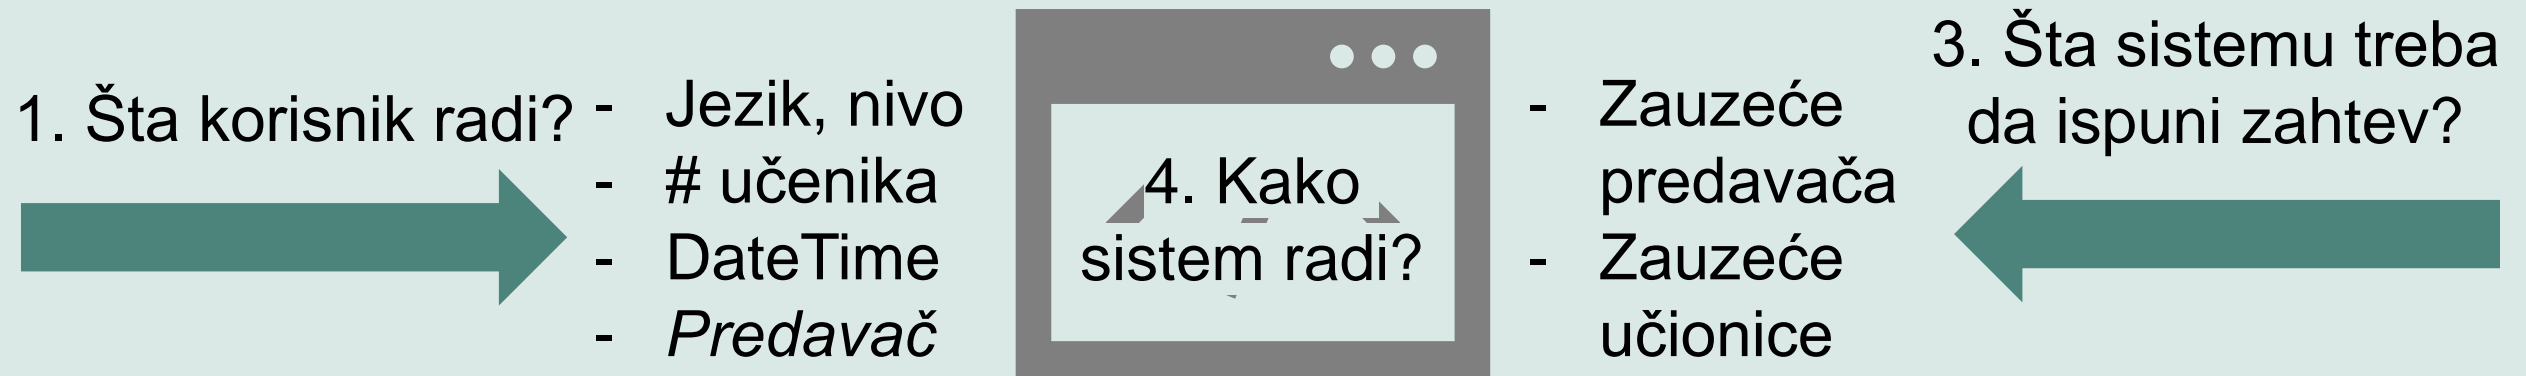 1. Šta korisnik radi?
- Jezik, nivo
- # učenika
- DateTime
- Predavač
4. Kako
sistem radi?
- Zauzeće
predavača
- Zauzeće
učionice
3. Šta sistemu treba
da ispuni zahtev?